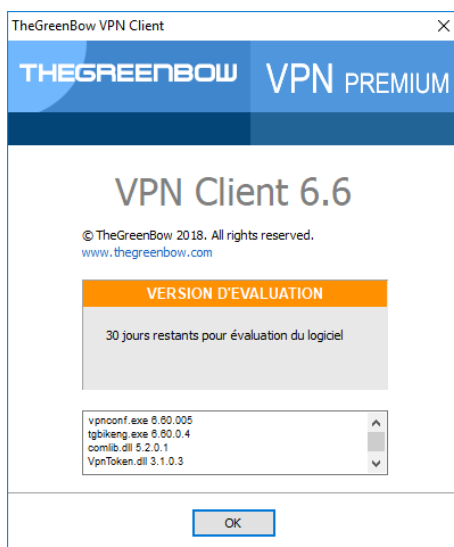 TheGreenBow VPN Client
THEGREENBOW
VPN PREMIUM
VPN Client 6.6
© TheGreenBow 2018. All rights reserved.
www.thegreenbow.com
VERSION D'EVALUATION
30 jours restants pour évaluation du logiciel
vpnconf.exe 6.60.005
tgbikeng.exe 6.60.0.4
comlib.dll 5.2.0.1
VpnToken.dll 3.1.0.3
OK